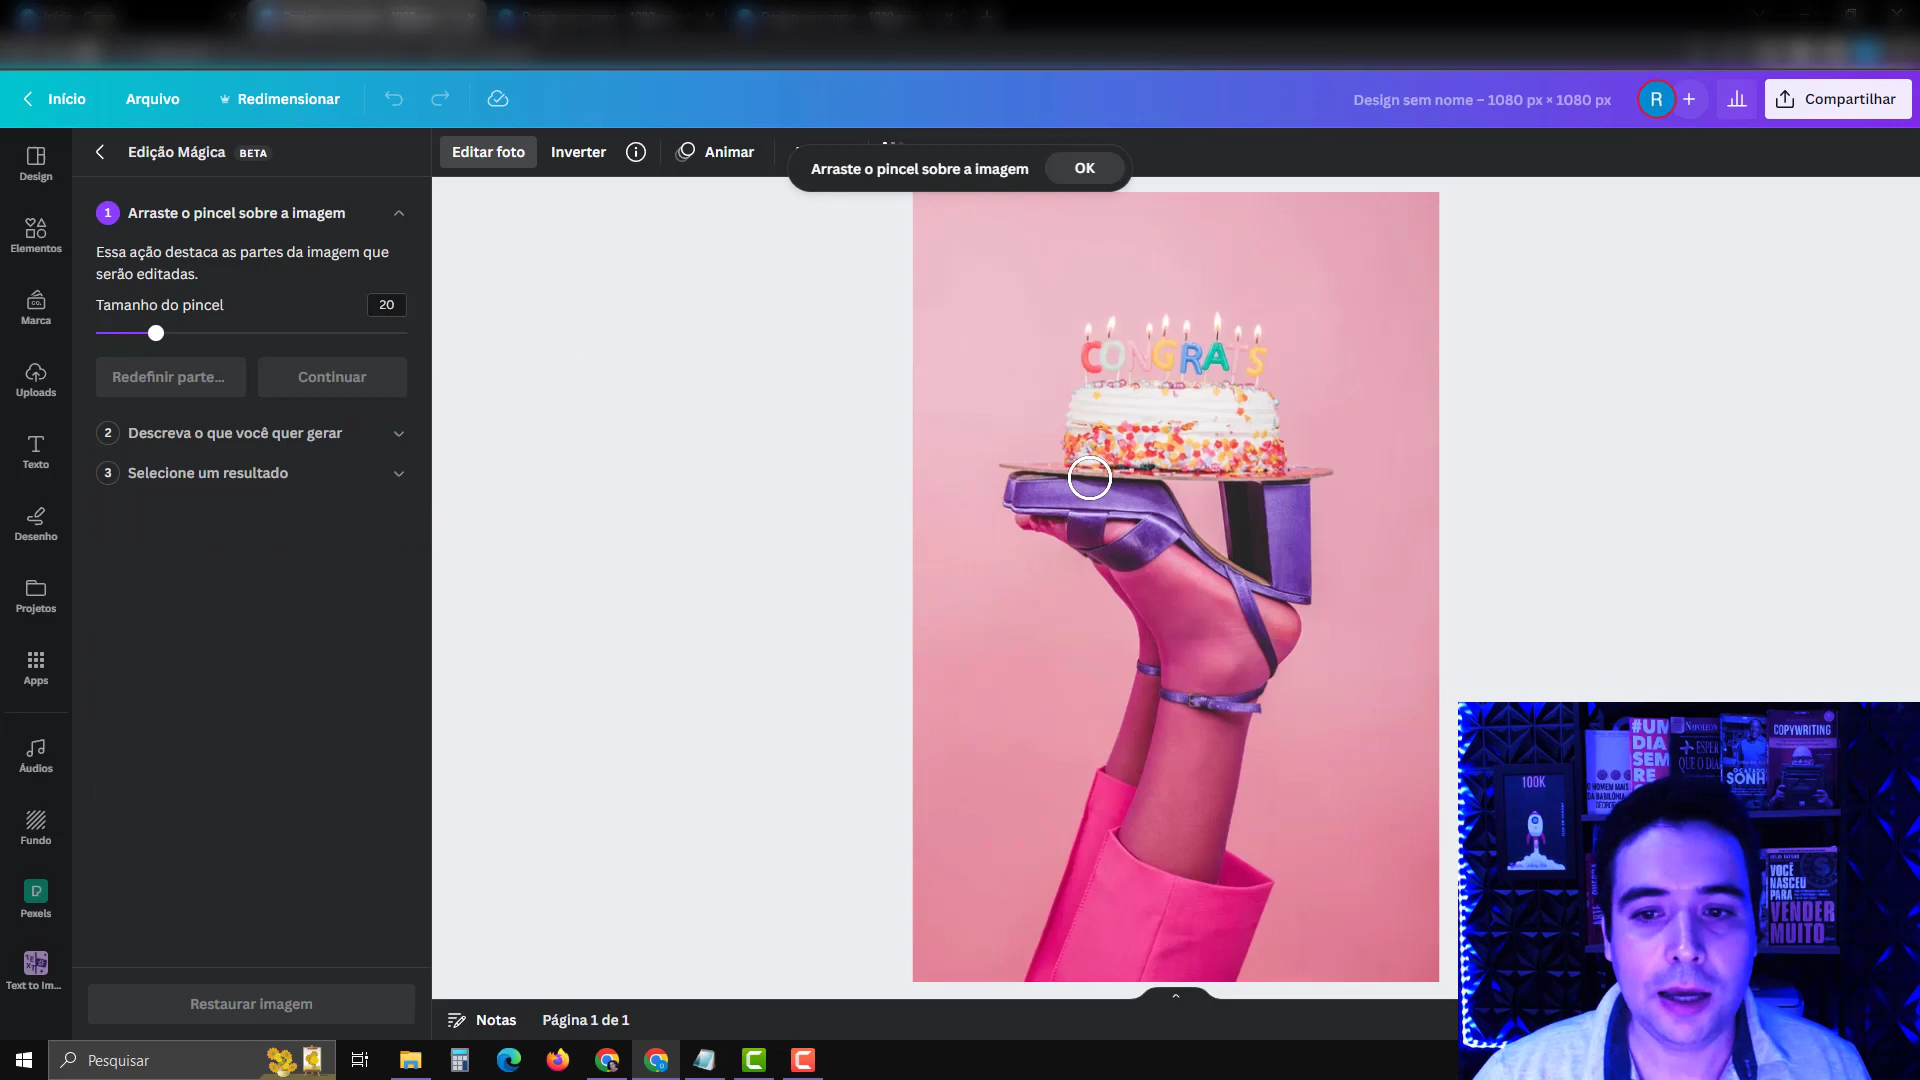 Início
Arquivo
Redimensionar
Design sem nome – 1080 px × 1080 px
R
Compartilhar
Edição Mágica BETA
Editar foto
Inverter
Animar
Arraste o pincel sobre a imagem
OK
Design
Elementos
Marca
Uploads
Texto
Desenho
Projetos
Apps
Áudios
Fundo
Pexels
Text to Im...
1 Arraste o pincel sobre a imagem
Essa ação destaca as partes da imagem que
serão editadas.
Tamanho do pincel
20
Redefinir parte...
Continuar
2 Descreva o que você quer gerar
3 Selecione um resultado
Restaurar imagem
CONGRATS
Notas
Página 1 de 1
Pesquisar
100K
#UM
DIA
SEM
RE
NAPOLEON
COPYWRITING
VOCÊ
NASCEU
PARA
VENDER
MUITO